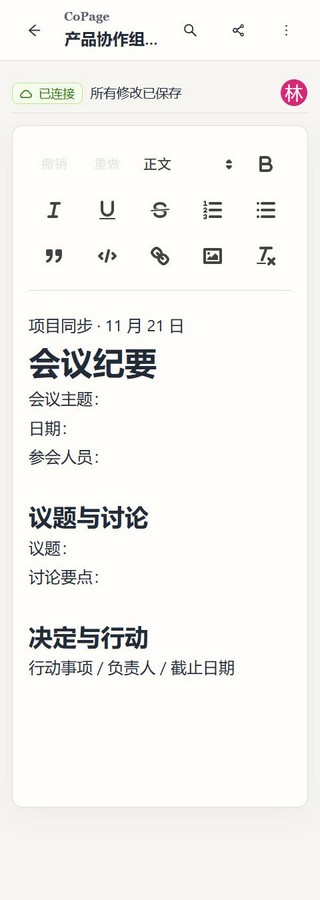 CoPage
产品协作组...
已连接 所有修改已保存 林
撤销 重做 正文
项目同步 · 11 月 21 日
会议纪要
会议主题：
日期：
参会人员：
议题与讨论
议题：
讨论要点：
决定与行动
行动事项 / 负责人 / 截止日期